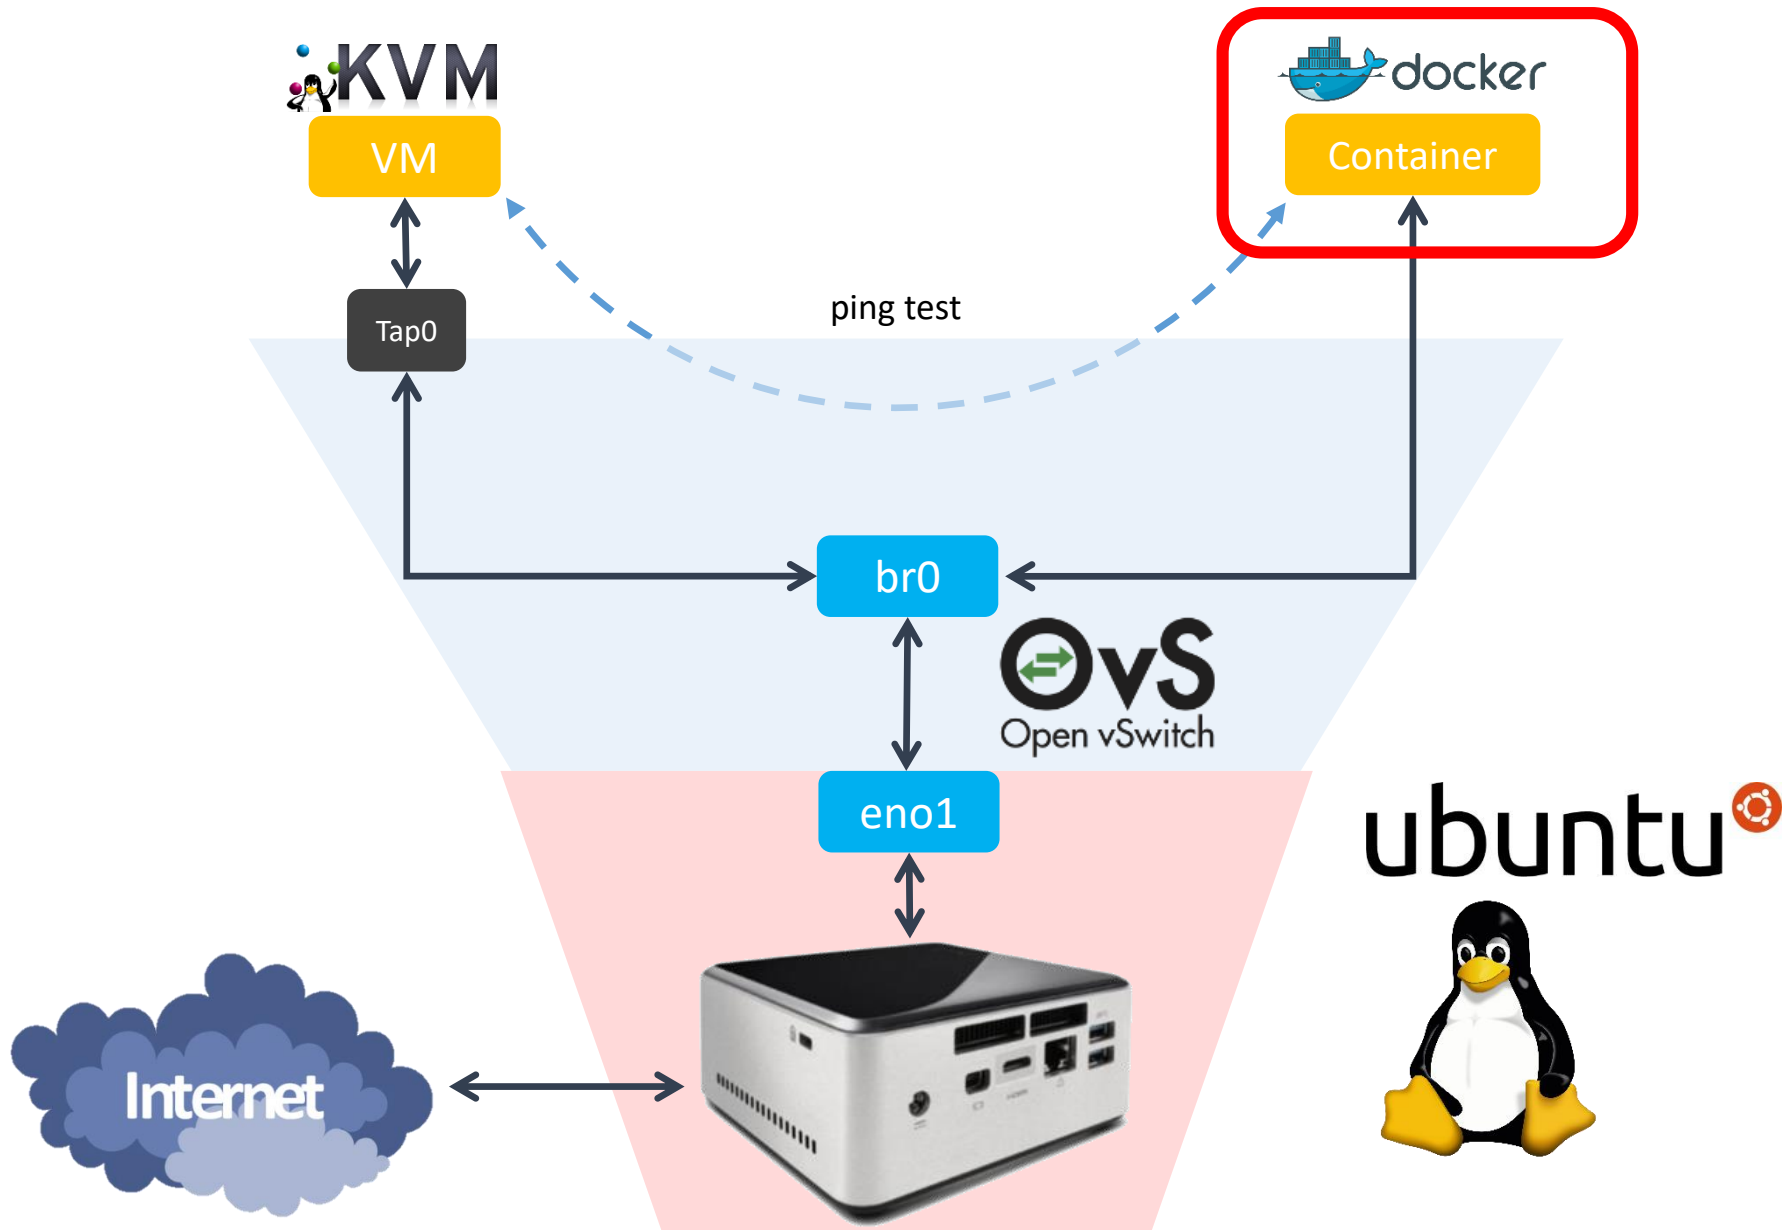 KVM
docker
VM
Container
ping test
Tap0
br0
OvS
Open vSwitch
eno1
ubuntu
Internet